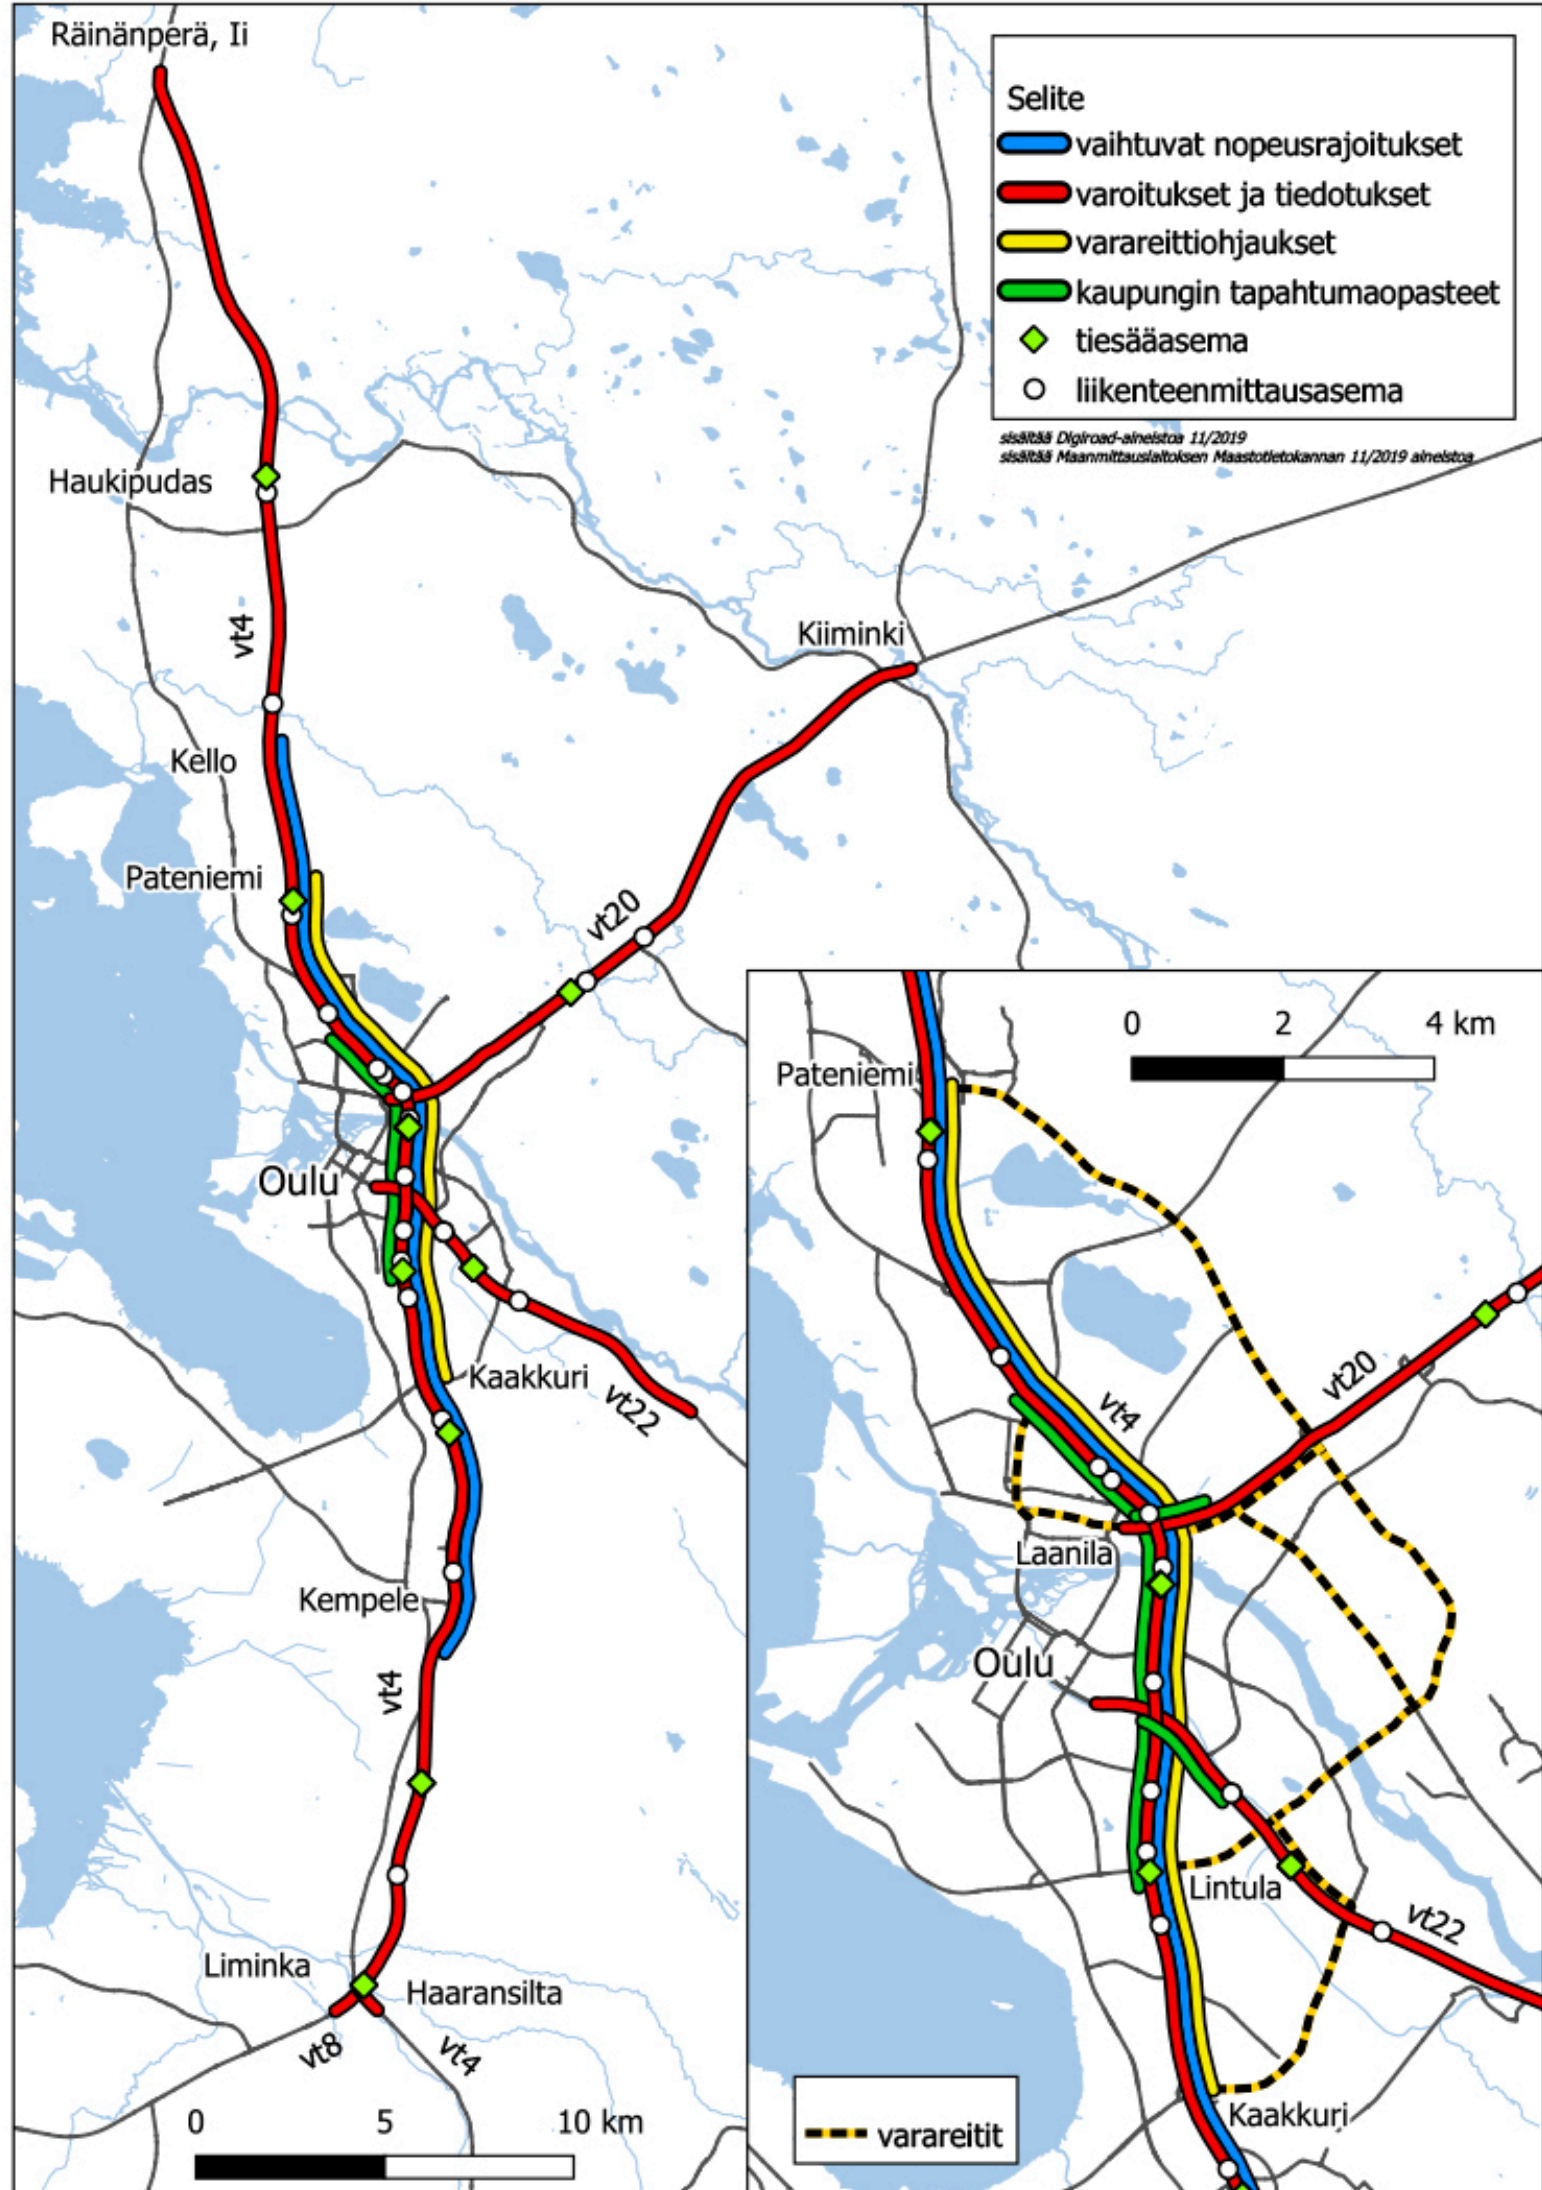 Räinänperä, Ii
Selite
vaihtuvat nopeusrajoitukset
varoitukset ja tiedotukset
varareittiohjaukset
kaupungin tapahtumaopasteet
tiesääasema
liikenteenmittausasema
sisältää Digiroad-aineistoa 11/2019
sisältää Maanmittauslaitoksen Maastotietokannan 11/2019 aineistoa
Haukipudas
vt4
Kiiminki
Kello
Pateniemi
vt20
Oulu
Kaakkuri
vt22
Kempele
vt4
Liminka
Haaransilta
vt8
vt4
0 5 10 km
0 2 4 km
Pateniemi
vt20
vt4
Laanila
Oulu
Lintula
vt22
Kaakkuri
varareitit